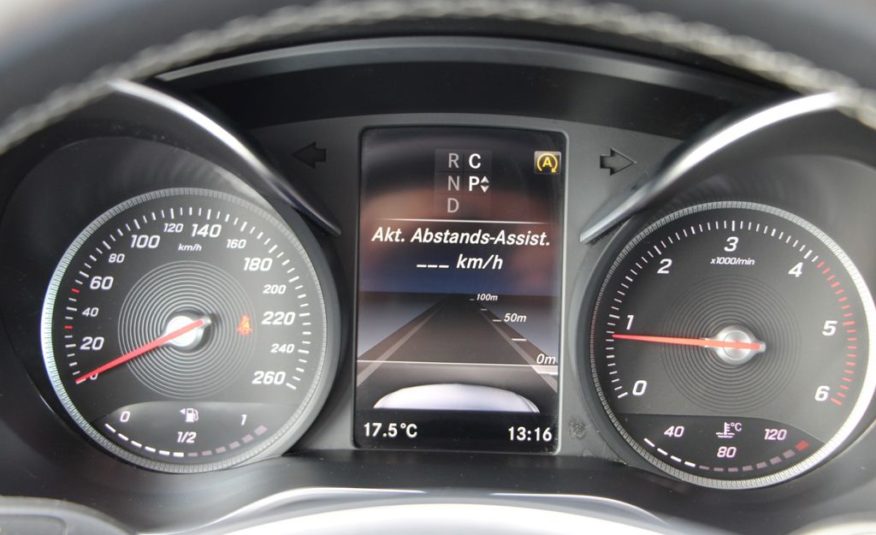 R C
N P
D
A
Akt. Abstands-Assist.
___ km/h
100m
50m
0m
17.5°C
13:16
0
20
40
60
80
100
120
140
160
180
200
220
240
260
km/h
0
1/2
1
0
1
2
3
4
5
6
x1000/min
40
80
120
°C